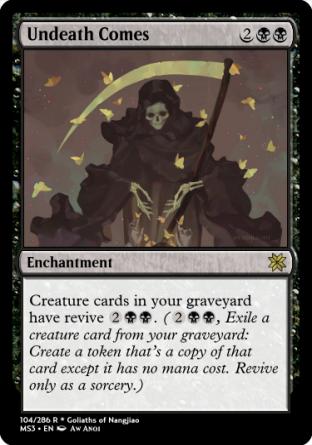 Undeath Comes 2
Enchantment
Creature cards in your graveyard
have revive 2. ( 2, Exile a
creature card from your graveyard:
Create a token that's a copy of that
card except it has no mana cost. Revive
only as a sorcery.)
104/286 R * Goliaths of Nangjiao
MS3 • EN Aw Anoi